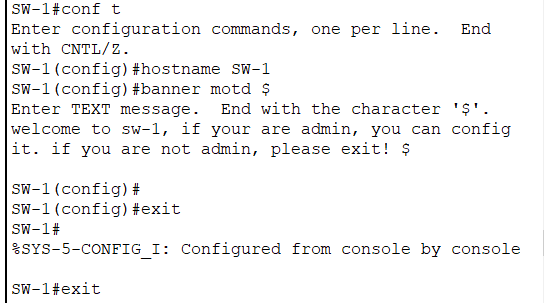 SW-1#conf t
Enter configuration commands, one per line.  End
with CNTL/Z.
SW-1(config)#hostname SW-1
SW-1(config)#banner motd $
Enter TEXT message.  End with the character '$'.
welcome to sw-1, if your are admin, you can config
it. if you are not admin, please exit! $

SW-1(config)#
SW-1(config)#exit
SW-1#
%SYS-5-CONFIG_I: Configured from console by console

SW-1#exit